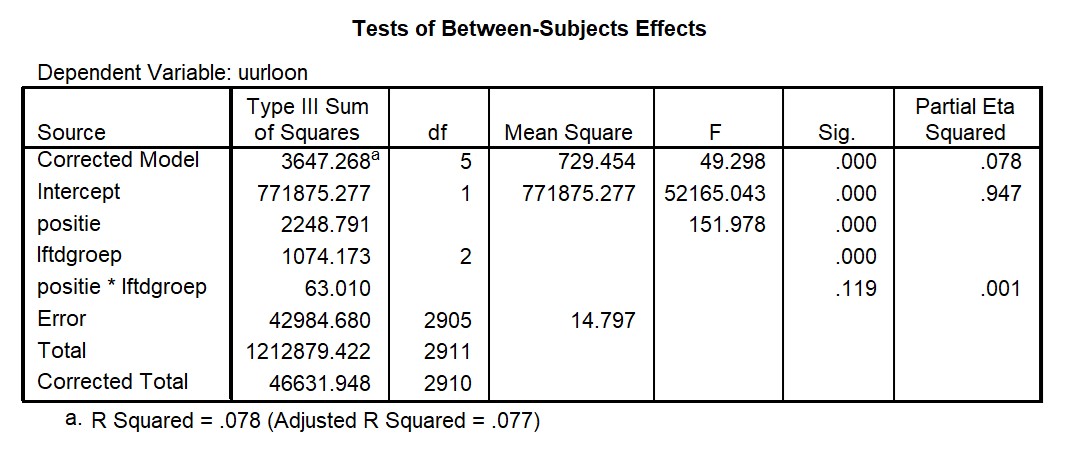 Tests of Between-Subjects Effects
Dependent Variable: uurloon
Source Type III Sum of Squares df Mean Square F Sig. Partial Eta Squared
Corrected Model 3647.268a 5 729.454 49.298 .000 .078
Intercept 771875.277 1 771875.277 52165.043 .000 .947
positie 2248.791 151.978 .000
lftdgroep 1074.173 2 .000
positie * lftdgroep 63.010 .119 .001
Error 42984.680 2905 14.797
Total 1212879.422 2911
Corrected Total 46631.948 2910
a. R Squared = .078 (Adjusted R Squared = .077)